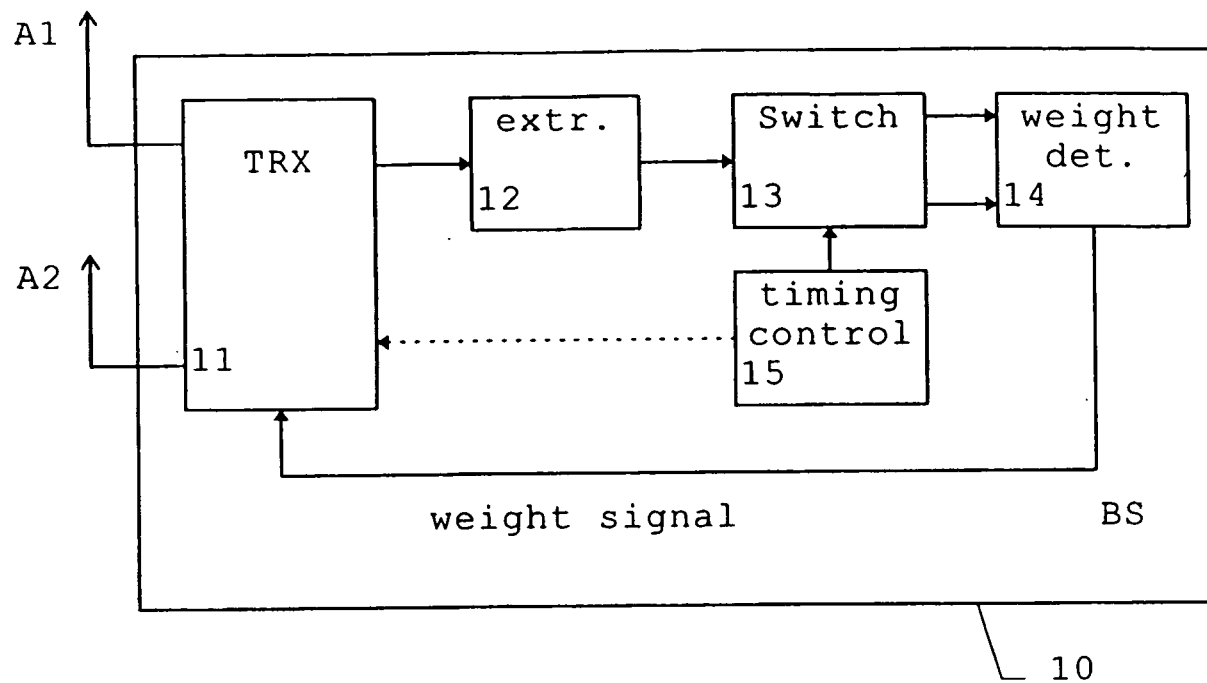 A1
extr.
Switch
weight
det.
TRX
12
13
14
A2
timing
control
11
15
weight signal
BS
10